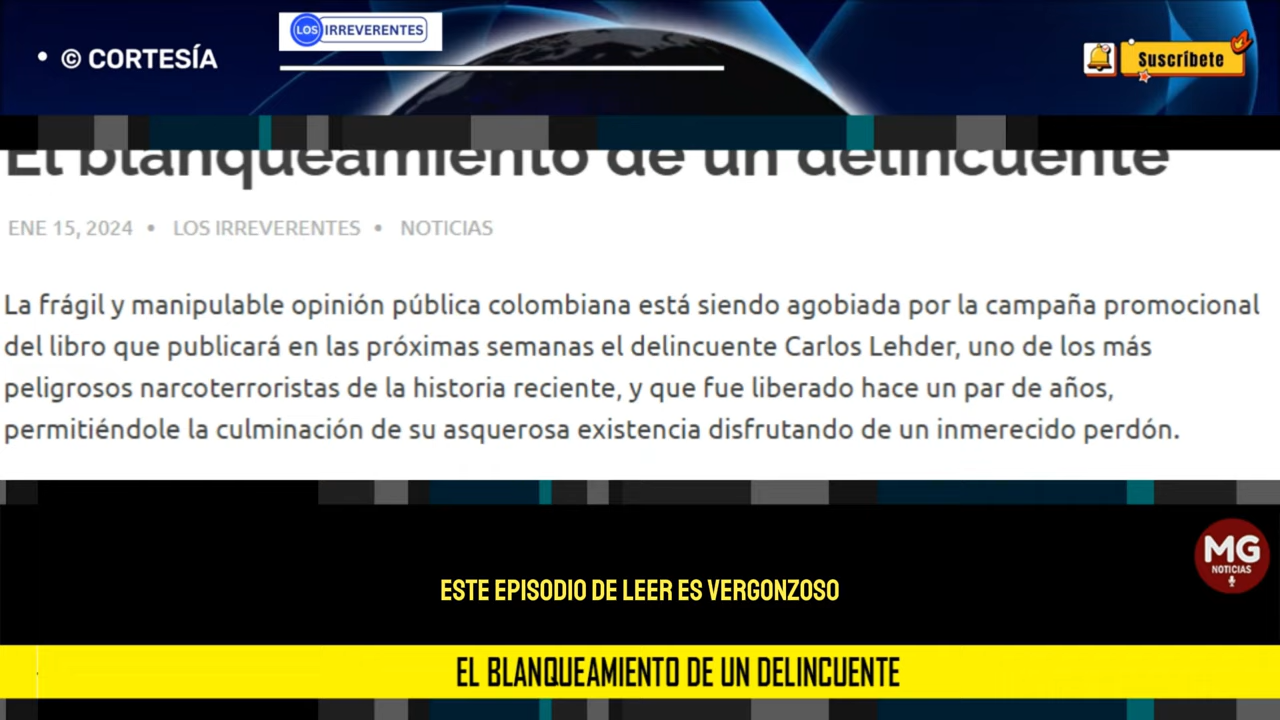 LOS IRREVERENTES
• © CORTESÍA
Suscríbete
El blanqueamiento de un delincuente
ENE 15, 2024 • LOS IRREVERENTES • NOTICIAS
La frágil y manipulable opinión pública colombiana está siendo agobiada por la campaña promocional
del libro que publicará en las próximas semanas el delincuente Carlos Lehder, uno de los más
peligrosos narcoterroristas de la historia reciente, y que fue liberado hace un par de años,
permitiéndole la culminación de su asquerosa existencia disfrutando de un inmerecido perdón.
MG
NOTICIAS
ESTE EPISODIO DE LEER ES VERGONZOSO
EL BLANQUEAMIENTO DE UN DELINCUENTE